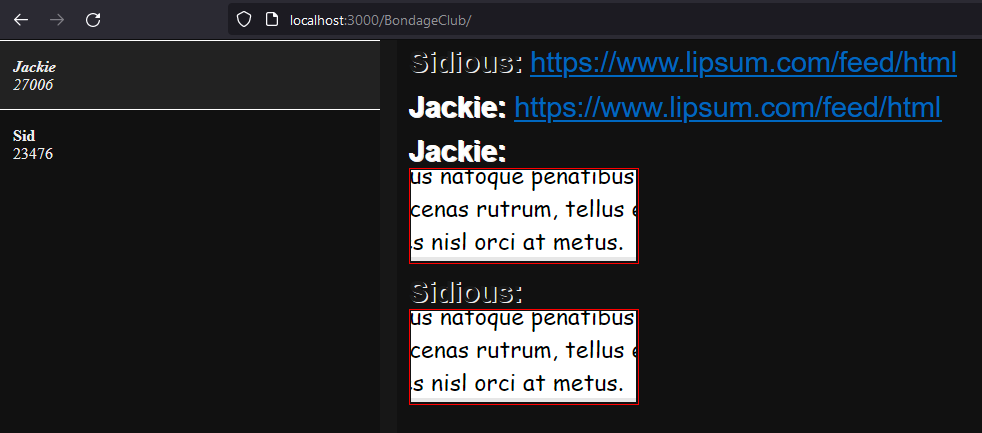 localhost:3000/BondageClub/
Jackie
27006
Sid
23476
Sidious: https://www.lipsum.com/feed/html
Jackie: https://www.lipsum.com/feed/html
Jackie:
us natoque penatibus
cenas rutrum, tellus
s nisl orci at metus.
Sidious:
us natoque penatibus
cenas rutrum, tellus
s nisl orci at metus.